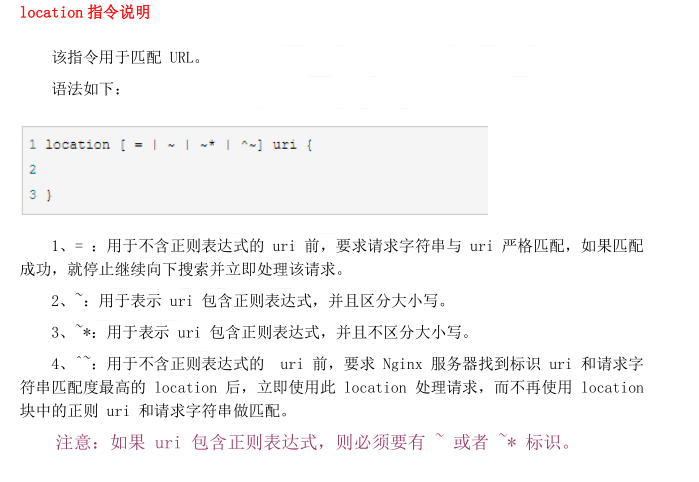 location 指令说明
该指令用于匹配 URL。
语法如下：
1 location [ = | ~ | ~* | ^~] uri {
2
3 }
1、= ：用于不含正则表达式的 uri 前，要求请求字符串与 uri 严格匹配，如果匹配
成功，就停止继续向下搜索并立即处理该请求。
2、~：用于表示 uri 包含正则表达式，并且区分大小写。
3、~*：用于表示 uri 包含正则表达式，并且不区分大小写。
4、^~：用于不含正则表达式的 uri 前，要求 Nginx 服务器找到标识 uri 和请求字
符串匹配度最高的 location 后，立即使用此 location 处理请求，而不再使用 location
块中的正则 uri 和请求字符串做匹配。
注意：如果 uri 包含正则表达式，则必须要有 ~ 或者 ~* 标识。